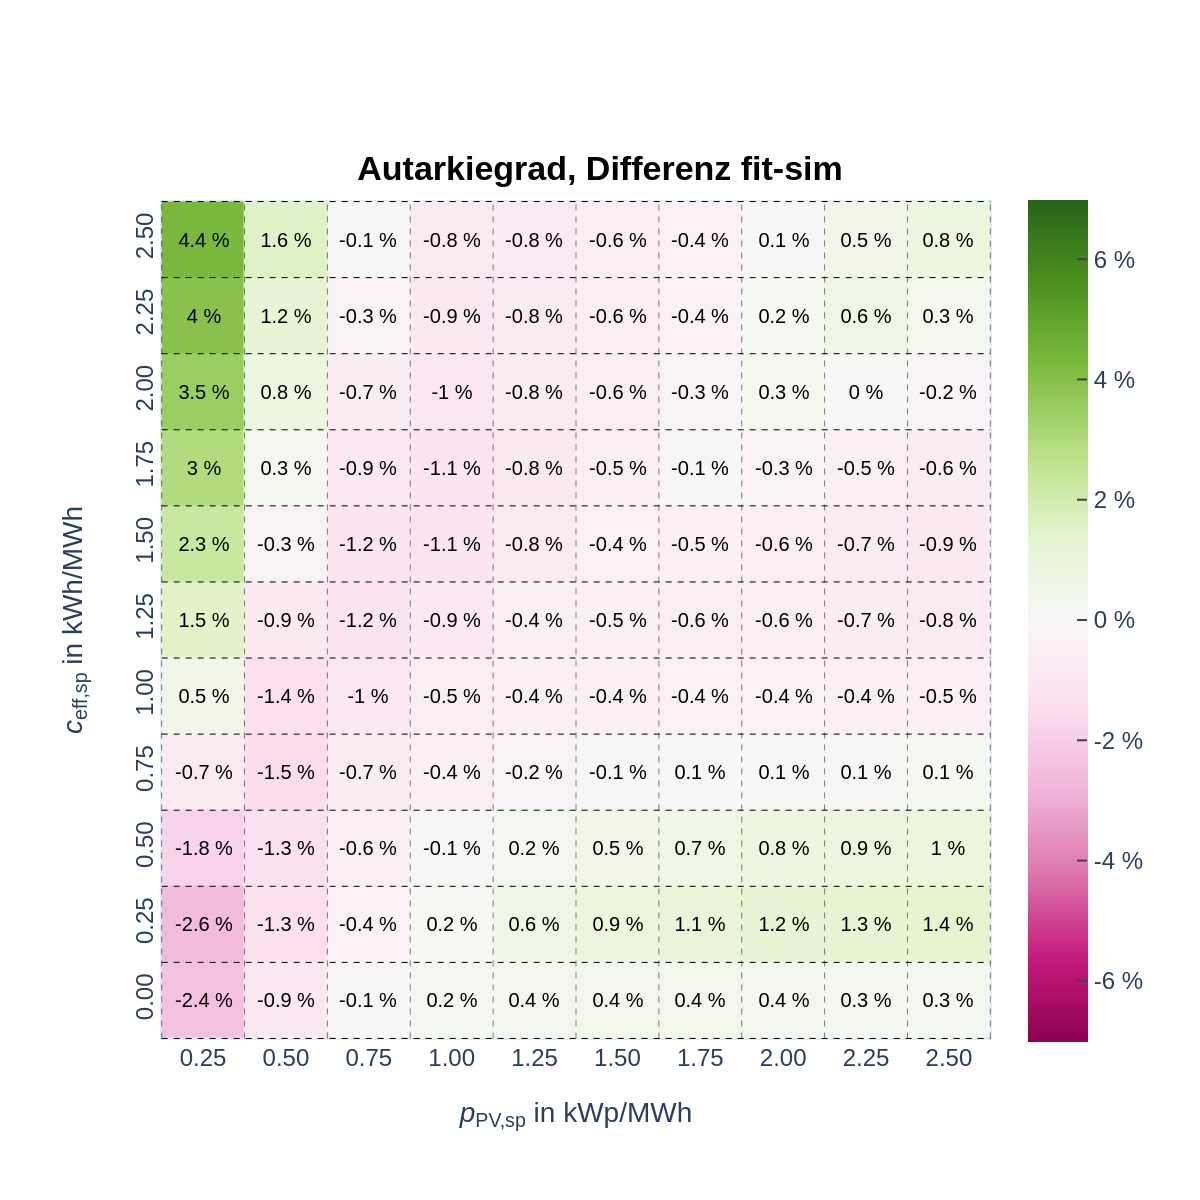 Autarkiegrad, Differenz fit-sim
2.50 4.4 % 1.6 % -0.1 % -0.8 % -0.8 % -0.6 % -0.4 % 0.1 % 0.5 % 0.8 %
2.25 4 % 1.2 % -0.3 % -0.9 % -0.8 % -0.6 % -0.4 % 0.2 % 0.6 % 0.3 %
2.00 3.5 % 0.8 % -0.7 % -1 % -0.8 % -0.6 % -0.3 % 0.3 % 0 % -0.2 %
1.75 3 % 0.3 % -0.9 % -1.1 % -0.8 % -0.5 % -0.1 % -0.3 % -0.5 % -0.6 %
1.50 2.3 % -0.3 % -1.2 % -1.1 % -0.8 % -0.4 % -0.5 % -0.6 % -0.7 % -0.9 %
1.25 1.5 % -0.9 % -1.2 % -0.9 % -0.4 % -0.5 % -0.6 % -0.6 % -0.7 % -0.8 %
1.00 0.5 % -1.4 % -1 % -0.5 % -0.4 % -0.4 % -0.4 % -0.4 % -0.4 % -0.5 %
0.75 -0.7 % -1.5 % -0.7 % -0.4 % -0.2 % -0.1 % 0.1 % 0.1 % 0.1 % 0.1 %
0.50 -1.8 % -1.3 % -0.6 % -0.1 % 0.2 % 0.5 % 0.7 % 0.8 % 0.9 % 1 %
0.25 -2.6 % -1.3 % -0.4 % 0.2 % 0.6 % 0.9 % 1.1 % 1.2 % 1.3 % 1.4 %
0.00 -2.4 % -0.9 % -0.1 % 0.2 % 0.4 % 0.4 % 0.4 % 0.4 % 0.3 % 0.3 %
0.25 0.50 0.75 1.00 1.25 1.50 1.75 2.00 2.25 2.50
pPV,sp in kWp/MWh
ceff,sp in kWh/MWh
6 %
4 %
2 %
0 %
-2 %
-4 %
-6 %